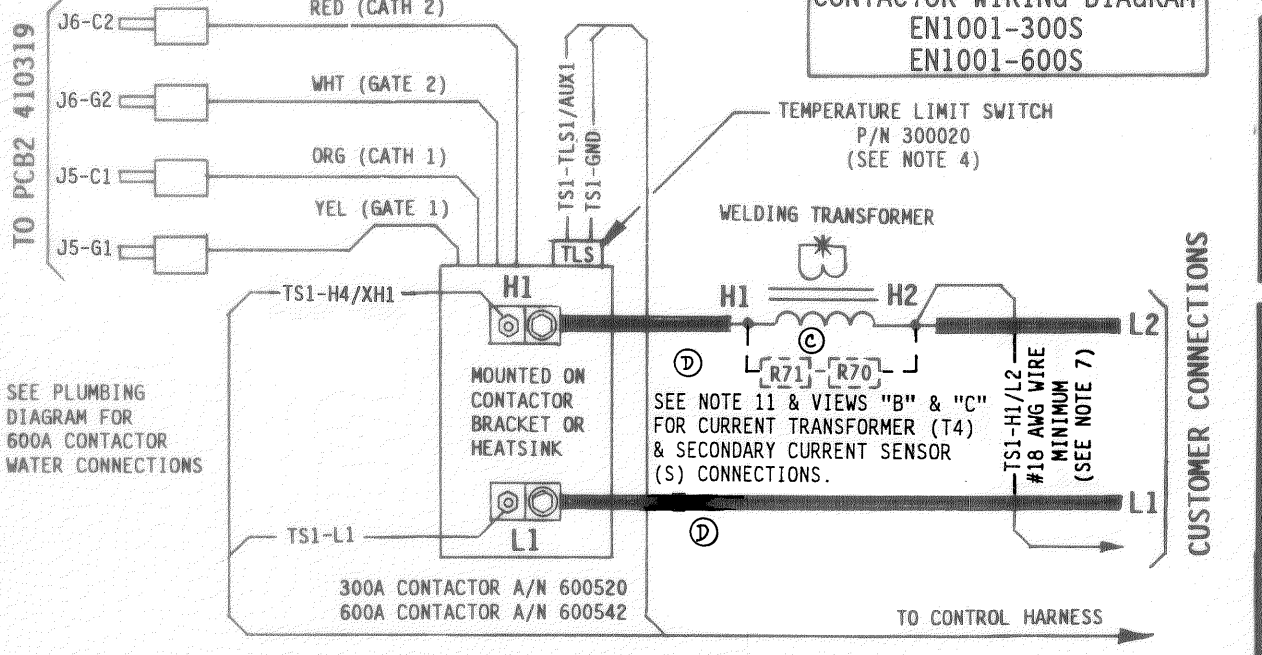 CONTACTOR WIRING DIAGRAM
EN1001-300S
EN1001-600S
TO PCB2 410319
J6-C2
RED (CATH 2)
J6-G2
WHT (GATE 2)
J5-C1
ORG (CATH 1)
J5-G1
YEL (GATE 1)
TS1-TLS1/AUX1
TS1-GND
TLS
TEMPERATURE LIMIT SWITCH
P/N 300020
(SEE NOTE 4)
WELDING TRANSFORMER
TS1-H4/XH1
H1
H1
H2
L2
C
D
R71
R70
MOUNTED ON
CONTACTOR
BRACKET OR
HEATSINK
SEE PLUMBING
DIAGRAM FOR
600A CONTACTOR
WATER CONNECTIONS
SEE NOTE 11 & VIEWS "B" & "C"
FOR CURRENT TRANSFORMER (T4)
& SECONDARY CURRENT SENSOR
(S) CONNECTIONS.
TS1-H1/L2
#18 AWG WIRE
MINIMUM
(SEE NOTE 7)
CUSTOMER CONNECTIONS
TS1-L1
L1
D
L1
300A CONTACTOR A/N 600520
600A CONTACTOR A/N 600542
TO CONTROL HARNESS